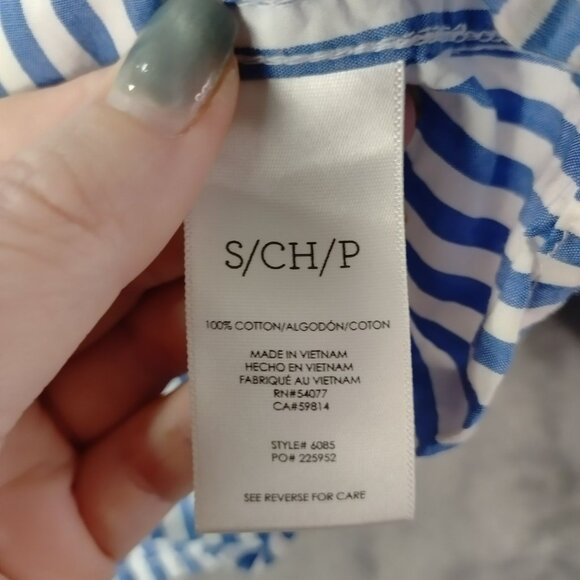 S/CH/P
100% COTTON/ALGODÓN/COTON
MADE IN VIETNAM
HECHO EN VIETNAM
FABRIQUÉ AU VIETNAM
RN#54077
CA#59814
STYLE# 6085
PO# 225952
SEE REVERSE FOR CARE